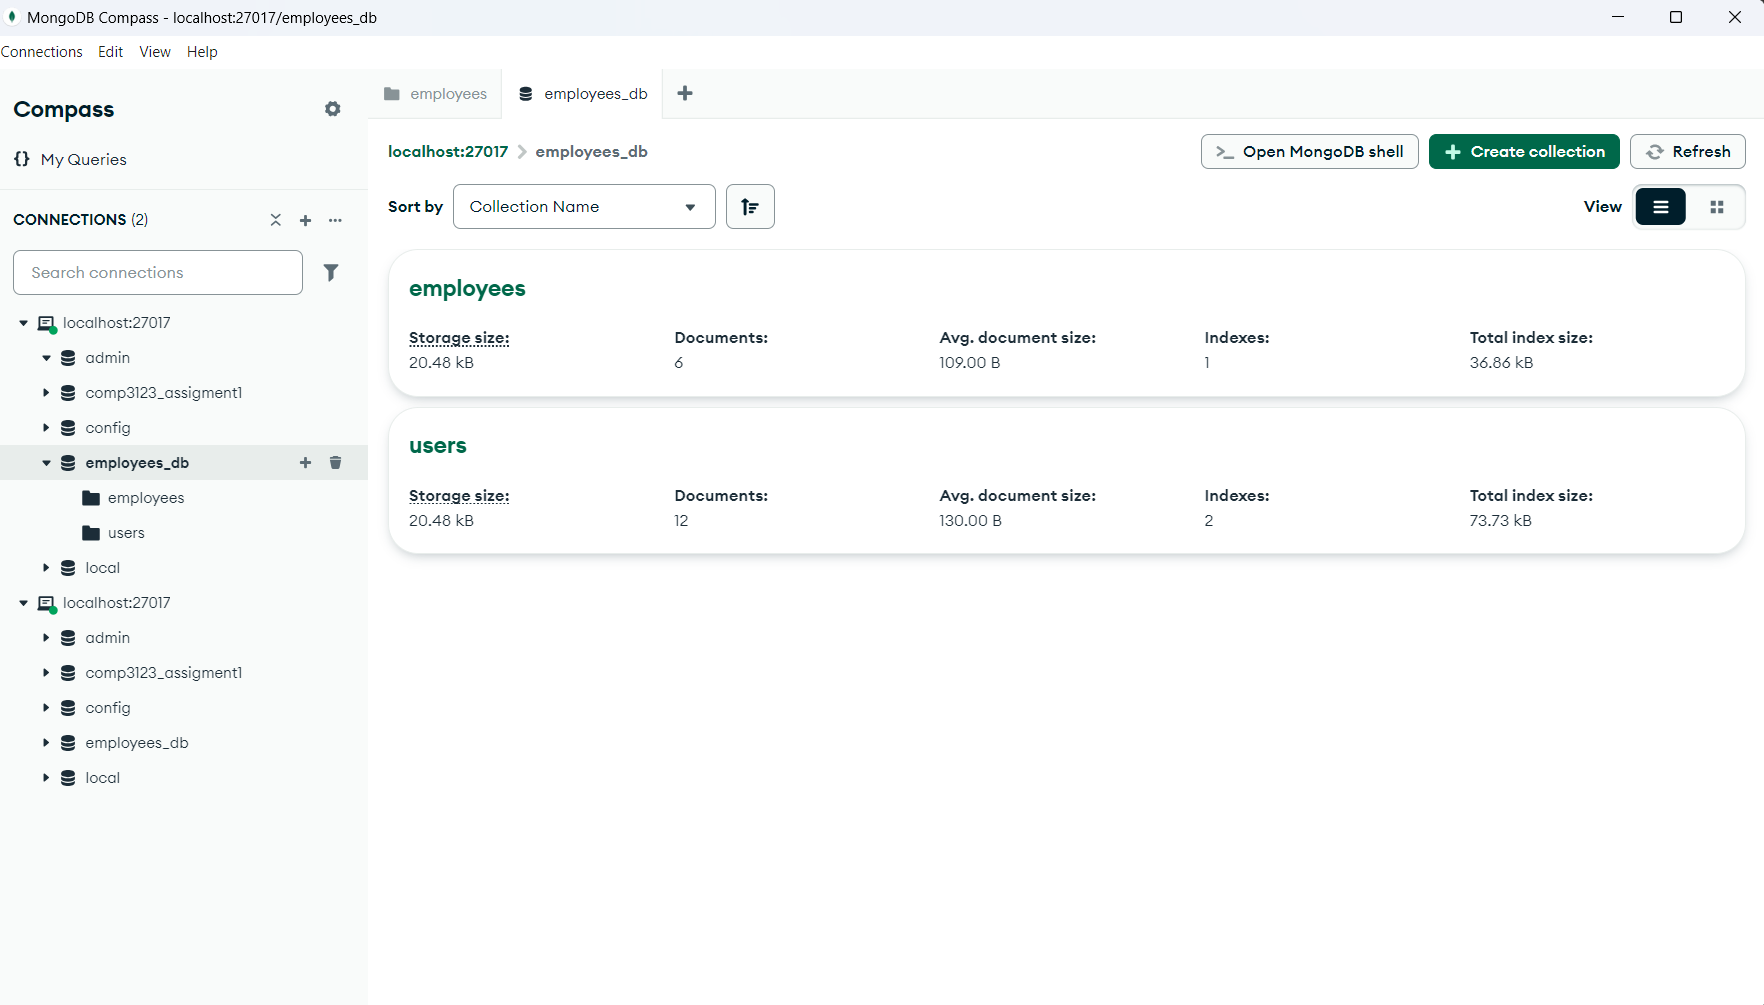 MongoDB Compass - localhost:27017/employees_db
Connections Edit View Help
Compass
My Queries
CONNECTIONS (2)
Search connections
localhost:27017
admin
comp3123_assigment1
config
employees_db
employees
users
local
localhost:27017
admin
comp3123_assigment1
config
employees_db
local
employees employees_db
localhost:27017 employees_db
Open MongoDB shell Create collection Refresh
Sort by Collection Name View
employees
Storage size: Documents: Avg. document size: Indexes: Total index size:
20.48 kB 6 109.00 B 1 36.86 kB
users
Storage size: Documents: Avg. document size: Indexes: Total index size:
20.48 kB 12 130.00 B 2 73.73 kB